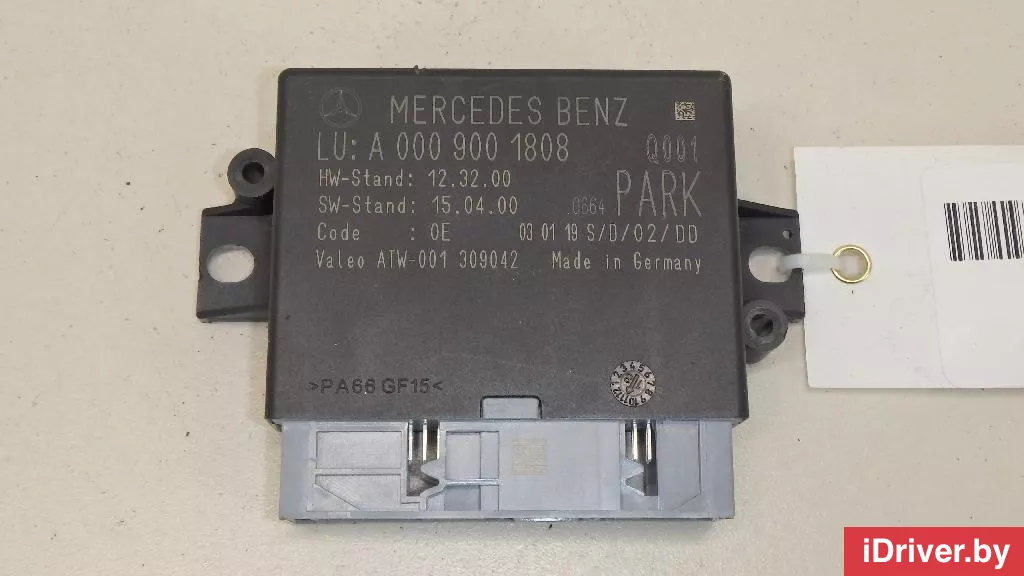 MERCEDES BENZ
LU: A 000 900 1808 Q001
HW-Stand: 12.32.00
SW-Stand: 15.04.00 .0664 PARK
Code : 0E 03 01 19 S/D/02/DD
Valeo ATW-001 309042 Made in Germany
>PA66 GF15<
iDriver.by